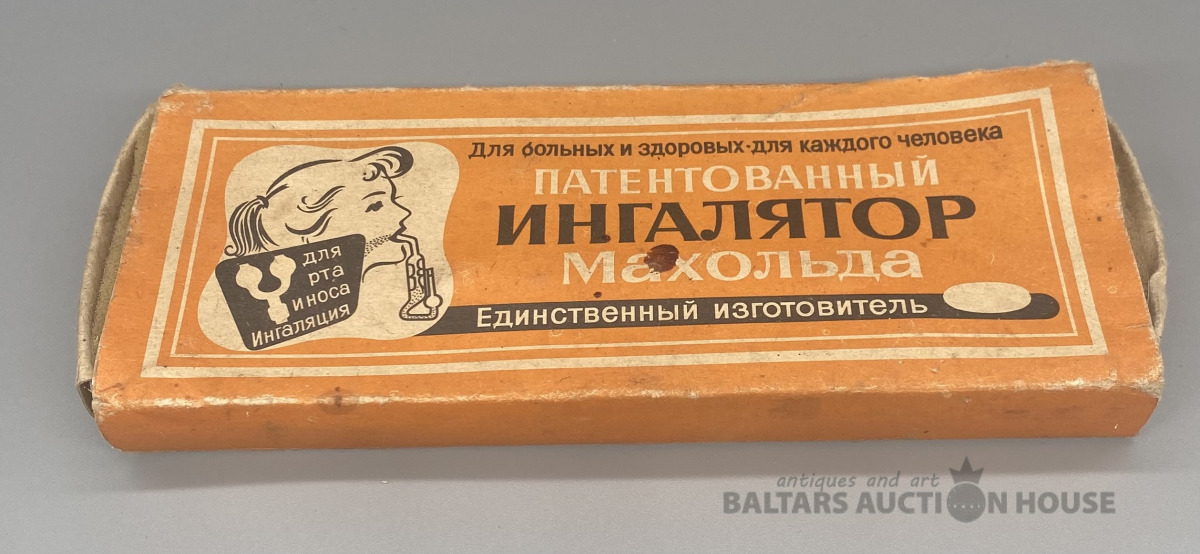 Для больных и здоровых-для каждого человека
ПАТЕНТОВАННЫЙ
ИНГАЛЯТОР
Махольда
Единственный изготовитель
для
рта
и носа
Ингаляция
antiques and art
BALTARS AUCTION HOUSE